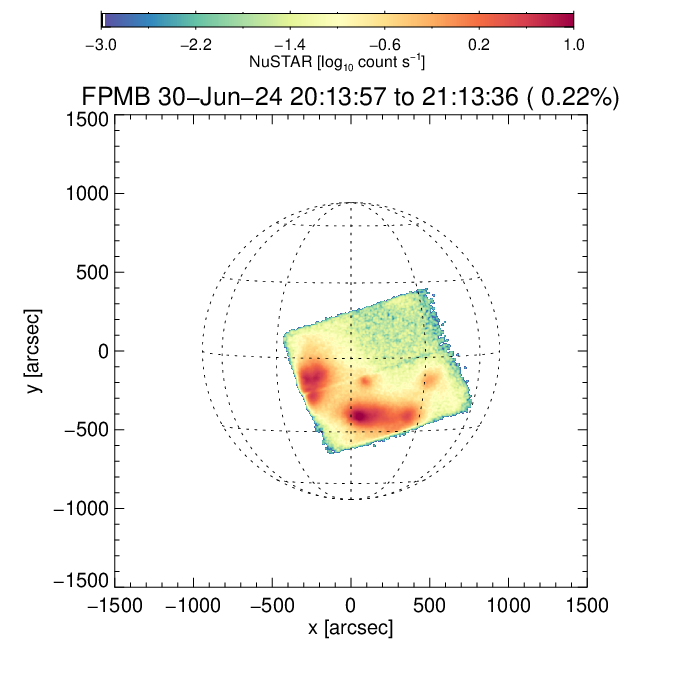 −3.0 −2.2 −1.4 −0.6 0.2 1.0
NuSTAR [log₁₀ count s⁻¹]
FPMB 30−Jun−24 20:13:57 to 21:13:36 ( 0.22%)
1500
1000
500
0
−500
−1000
−1500
y [arcsec]
−1500 −1000 −500 0 500 1000 1500
x [arcsec]